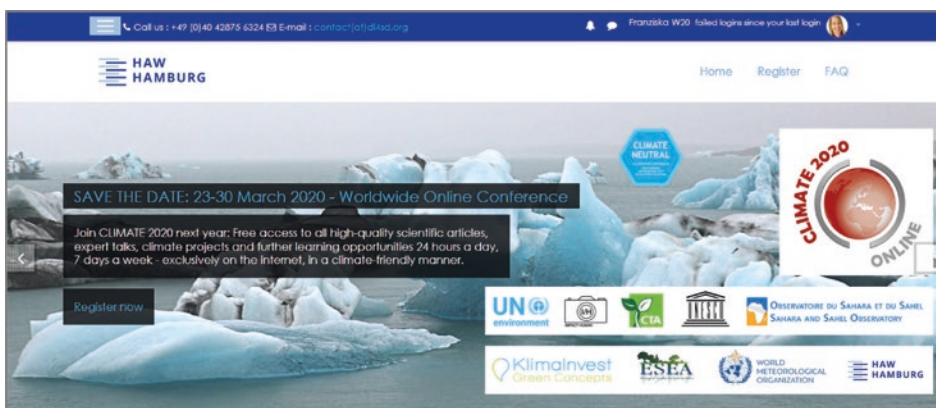 Call us : +49 (0)40 42875 6324 E-mail : contact(at)dl4sd.org
Franziska W20 failed logins since your last login
HAW
HAMBURG
Home Register FAQ
CLIMATE
NEUTRAL
CLIMATE 2020
ONLINE
SAVE THE DATE: 23-30 March 2020 - Worldwide Online Conference
Join CLIMATE 2020 next year: Free access to all high-quality scientific articles,
expert talks, climate projects and further learning opportunities 24 hours a day,
7 days a week - exclusively on the internet, in a climate-friendly manner.
Register now
UN
environment
CTA
OBSERVATOIRE DU SAHARA ET DU SAHEL
SAHARA AND SAHEL OBSERVATORY
KlimaInvest
Green Concepts
ESEA
WORLD
METEOROLOGICAL
ORGANIZATION
HAW
HAMBURG